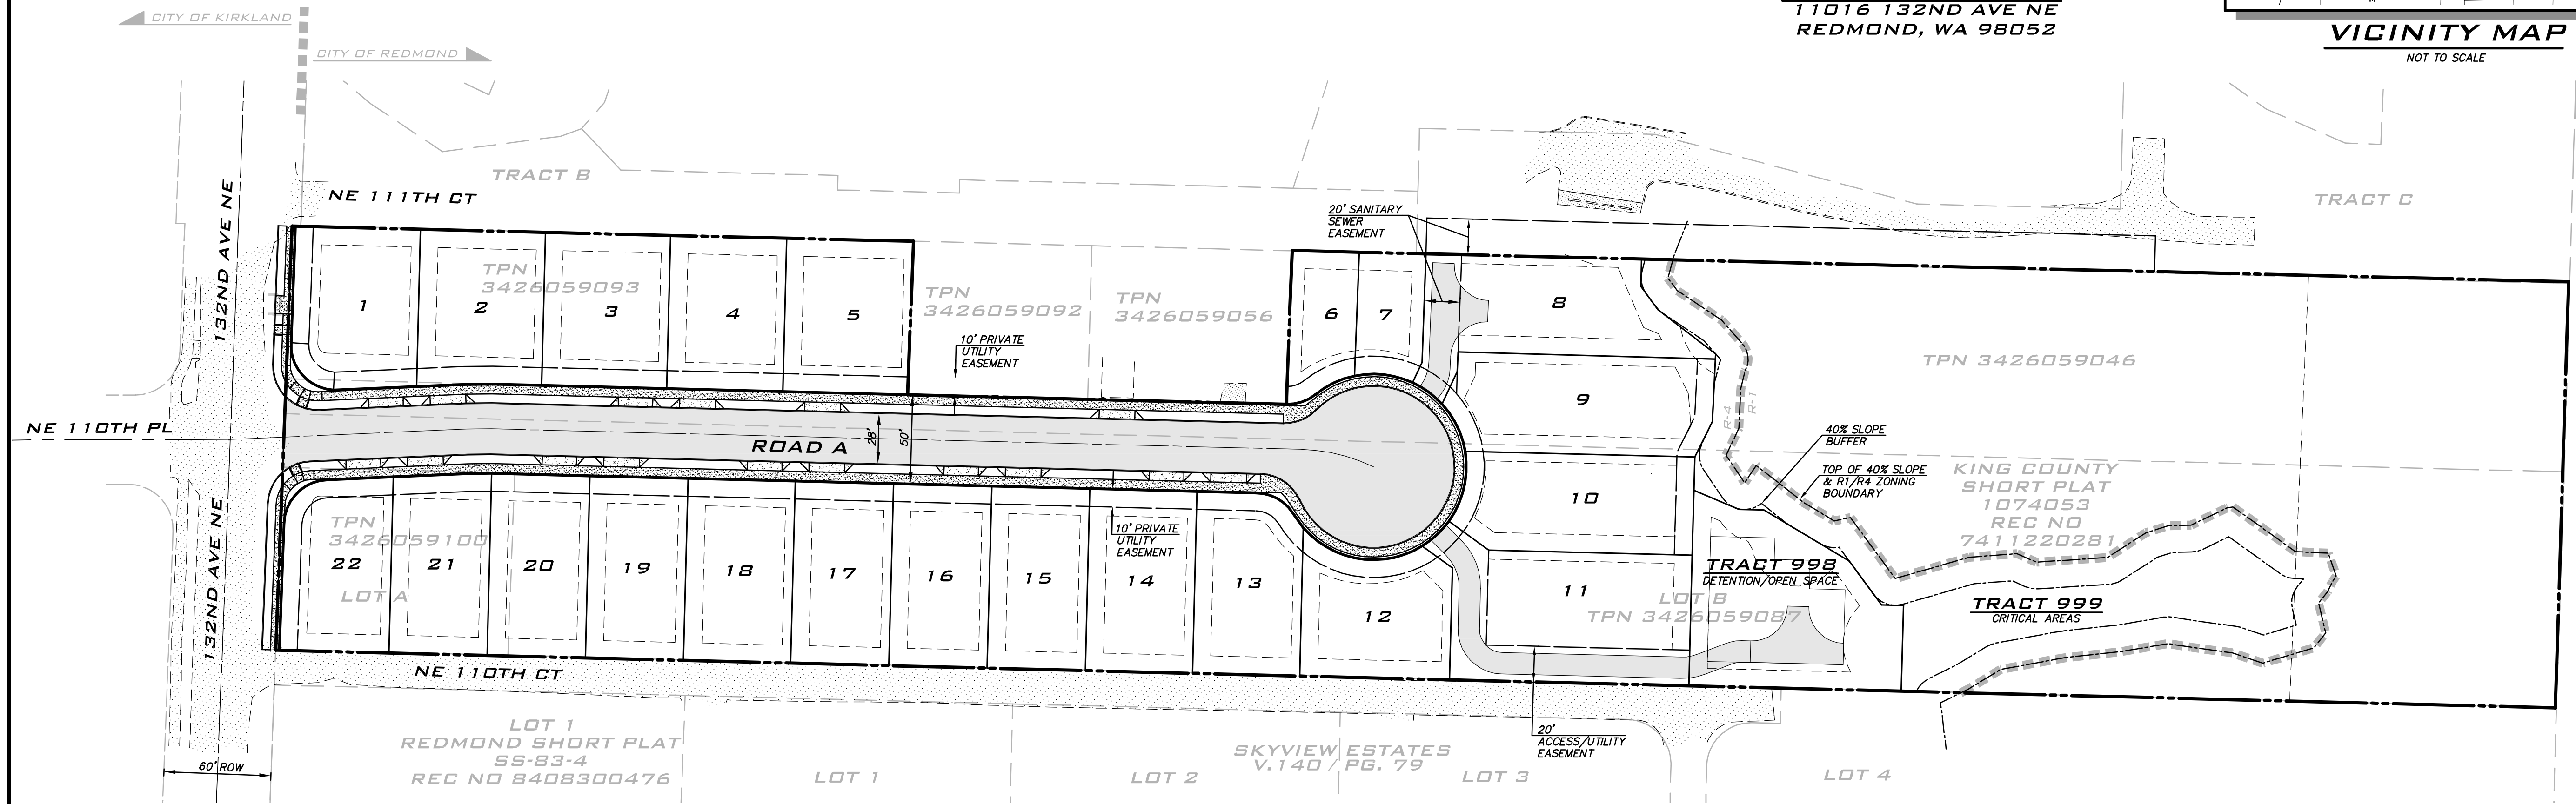 CITY OF KIRKLAND
CITY OF REDMOND
11016 132ND AVE NE
REDMOND, WA 98052
VICINITY MAP
NOT TO SCALE
TRACT B
NE 111TH CT
TRACT C
132ND AVE NE
20' SANITARY
SEWER
EASEMENT
TPN
3426059093
1
2
3
4
5
TPN
3426059092
TPN
3426059056
6
7
8
10' PRIVATE
UTILITY
EASEMENT
TPN 3426059046
R-4
R-1
9
NE 110TH PL
ROAD A
28'
50'
40% SLOPE
BUFFER
TOP OF 40% SLOPE
& R1/R4 ZONING
BOUNDARY
KING COUNTY
SHORT PLAT
1074053
REC NO
7411220281
10
132ND AVE NE
TPN
3426059100
10' PRIVATE
UTILITY
EASEMENT
22
21
20
19
18
17
16
15
14
13
12
11
LOT A
TRACT 998
DETENTION/OPEN SPACE
LOT B
TPN 3426059087
TRACT 999
CRITICAL AREAS
NE 110TH CT
20'
ACCESS/UTILITY
EASEMENT
60' ROW
LOT 1
REDMOND SHORT PLAT
SS-83-4
REC NO 8408300476
LOT 1
LOT 2
SKYVIEW ESTATES
V.140 / PG. 79
LOT 3
LOT 4